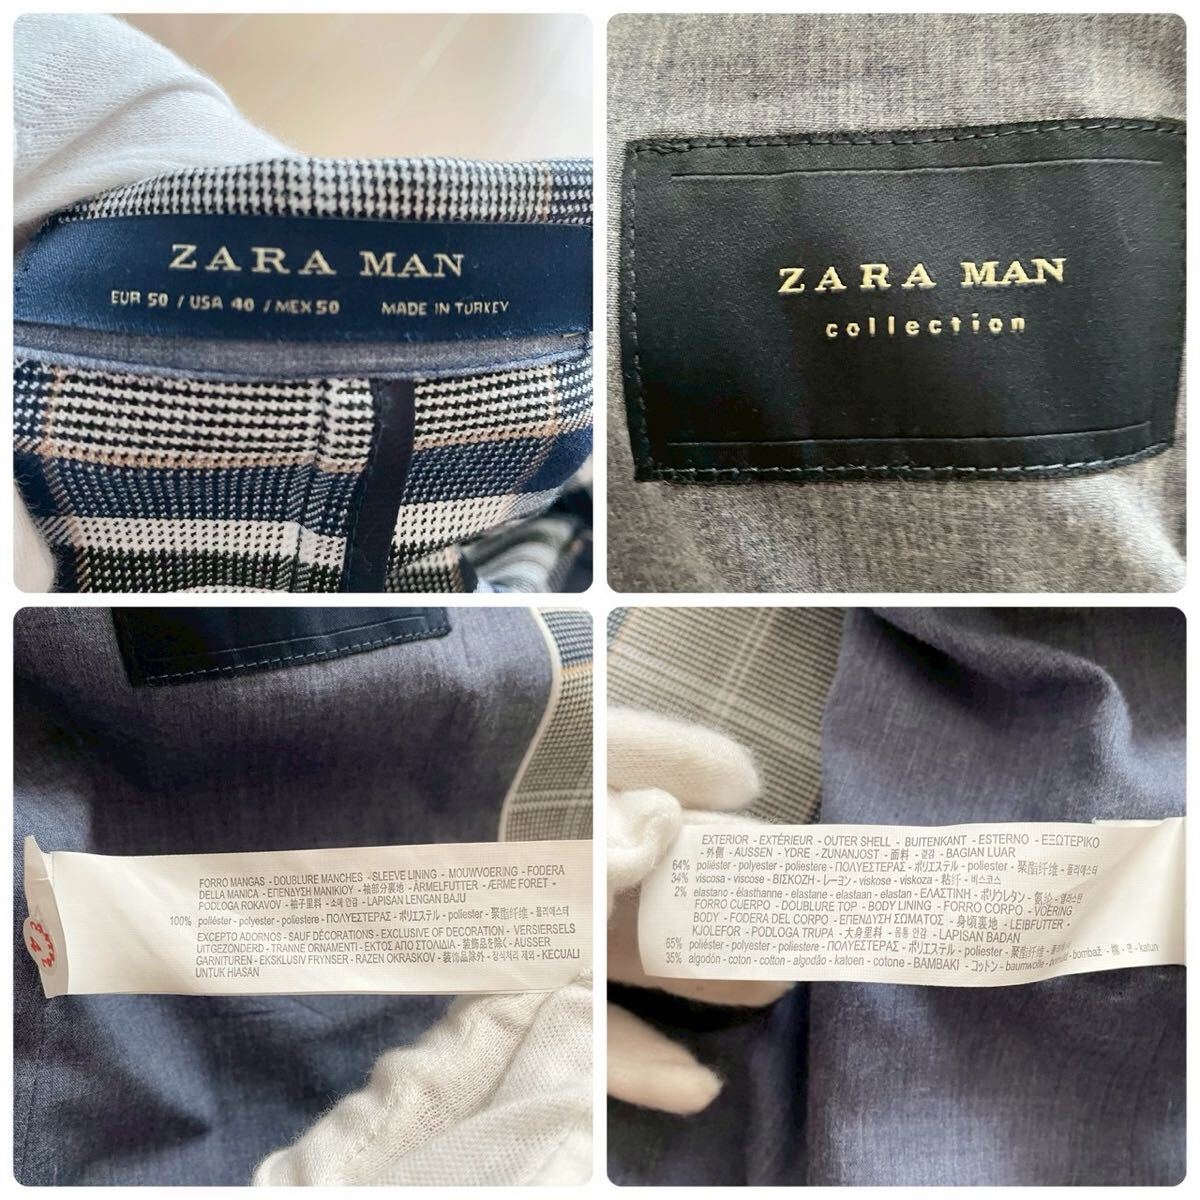 ZARA MAN
EUR 50 / USA 40 / MEX 50 MADE IN TURKEY
ZARA MAN
collection
FORRO MANGAS - DOUBLURE MANCHES - SLEEVE LINING - MOUWVOERING - FODERA
DELLA MANICA - ΕΠΕΝΔΥΣΗ ΜΑΝΙΚΙΟΥ - 袖部分裏地 - ÄRMELFUTTER - ÆRME FORET -
PODLOGA ROKAVOV - 袖子里料 - 소매 안감 - LAPISAN LENGAN BAJU
100% poliéster - polyester - poliestere - ΠΟΛΥΕΣΤΕΡΑΣ - ポリエステル - poliester - 聚酯纤维 - 폴리에스터
EXCEPTO ADORNOS - SAUF DÉCORATIONS - EXCLUSIVE OF DECORATION - VERSIERSELS
UITGEZONDERD - TRANNE ORNAMENTI - ΕΚΤΟΣ ΑΠΟ ΣΤΟΛΙΔΙΑ - 装飾品を除く - AUSSER
GARNITUREN - EKSKLUSIV FRYNSER - RAZEN OKRASKOV - 装饰品除外 - 장식처리 제외 - KECUALI
UNTUK HIASAN
EXTERIOR - EXTÉRIEUR - OUTER SHELL - BUITENKANT - ESTERNO - ΕΞΩΤΕΡΙΚΟ
- 外側 - AUSSEN - YDRE - ZUNANJOST - 面料 - 겉감 - BAGIAN LUAR
64% poliéster - polyester - poliestere - ΠΟΛΥΕΣΤΕΡΑΣ - ポリエステル - poliester - 聚酯纤维 - 폴리에스터
34% viscosa - viscose - ΒΙΣΚΟΖΗ - レーヨン - viskose - viskoza - 粘纤 - 비스코스
2% elastano - élasthanne - elastane - elastaan - elastan - ΕΛΑΣΤΙΝΗ - ポリウレタン - 氨纶 - 엘라스탄
FORRO CUERPO - DOUBLURE TOP - BODY LINING - FORRO CORPO - VOERING
BODY - FODERA DEL CORPO - ΕΠΕΝΔΥΣΗ ΣΩΜΑΤΟΣ - 身頃裏地 - LEIBFUTTER -
KJOLEFOR - PODLOGA TRUPA - 大身里料 - 몸통 안감 - LAPISAN BADAN
65% poliéster - polyester - poliestere - ΠΟΛΥΕΣΤΕΡΑΣ - ポリエステル - poliester - 聚酯纤维 - 폴리에스터
35% algodón - coton - cotton - algodão - katoen - cotone - ΒΑΜΒΑΚΙ - コットン - baumwolle - bomuld - bombaž - 棉 - 면 - katun